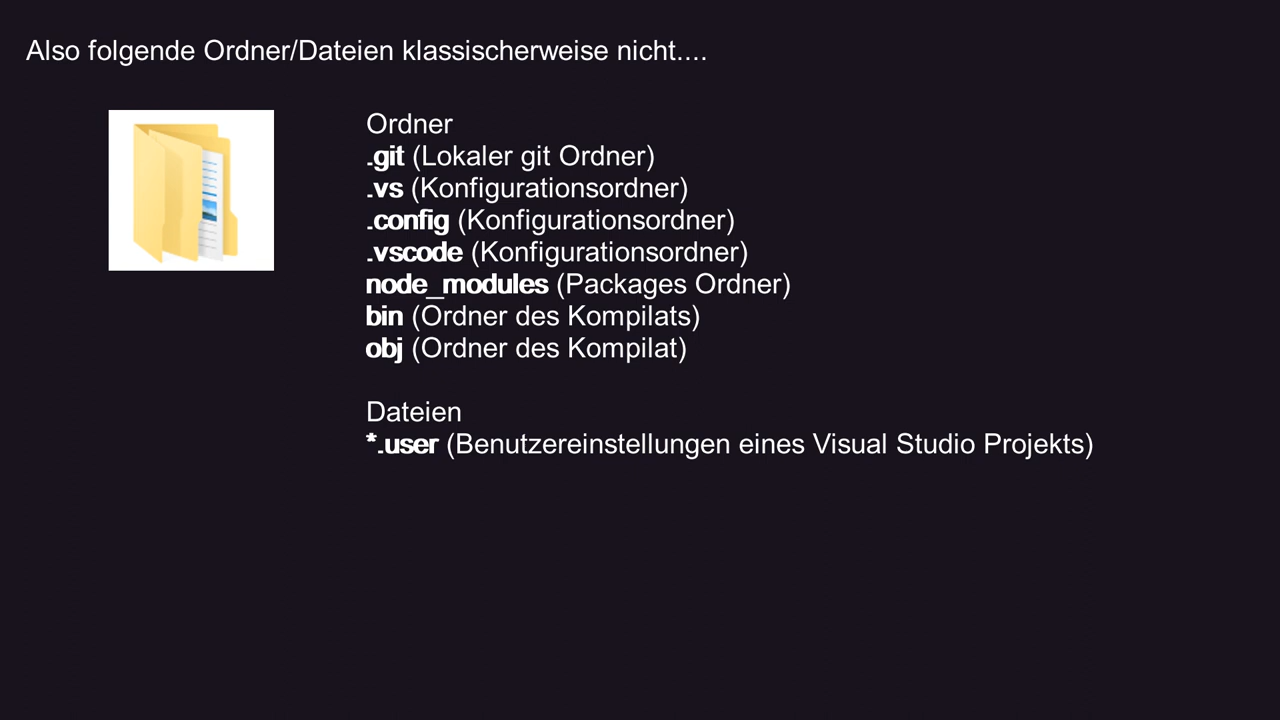 Also folgende Ordner/Dateien klassischerweise nicht....
Ordner
.git (Lokaler git Ordner)
.vs (Konfigurationsordner)
.config (Konfigurationsordner)
.vscode (Konfigurationsordner)
node_modules (Packages Ordner)
bin (Ordner des Kompilats)
obj (Ordner des Kompilat)
Dateien
*.user (Benutzereinstellungen eines Visual Studio Projekts)